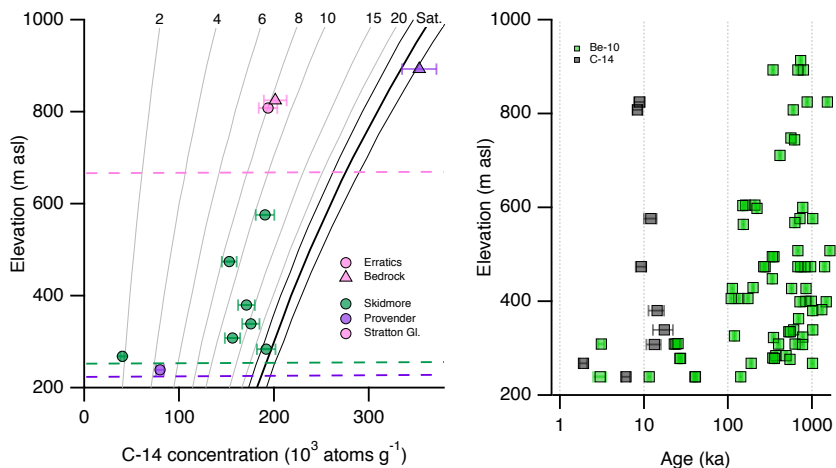 2 4 6 8 10 15 20 Sat.
1000
800
600
400
200
Elevation (m asl)
0 100 200 300
C-14 concentration (10³ atoms g⁻¹)
Erratics
Bedrock
Skidmore
Provender
Stratton Gl.
1000
800
600
400
200
Elevation (m asl)
Be-10
C-14
1 10 100 1000
Age (ka)